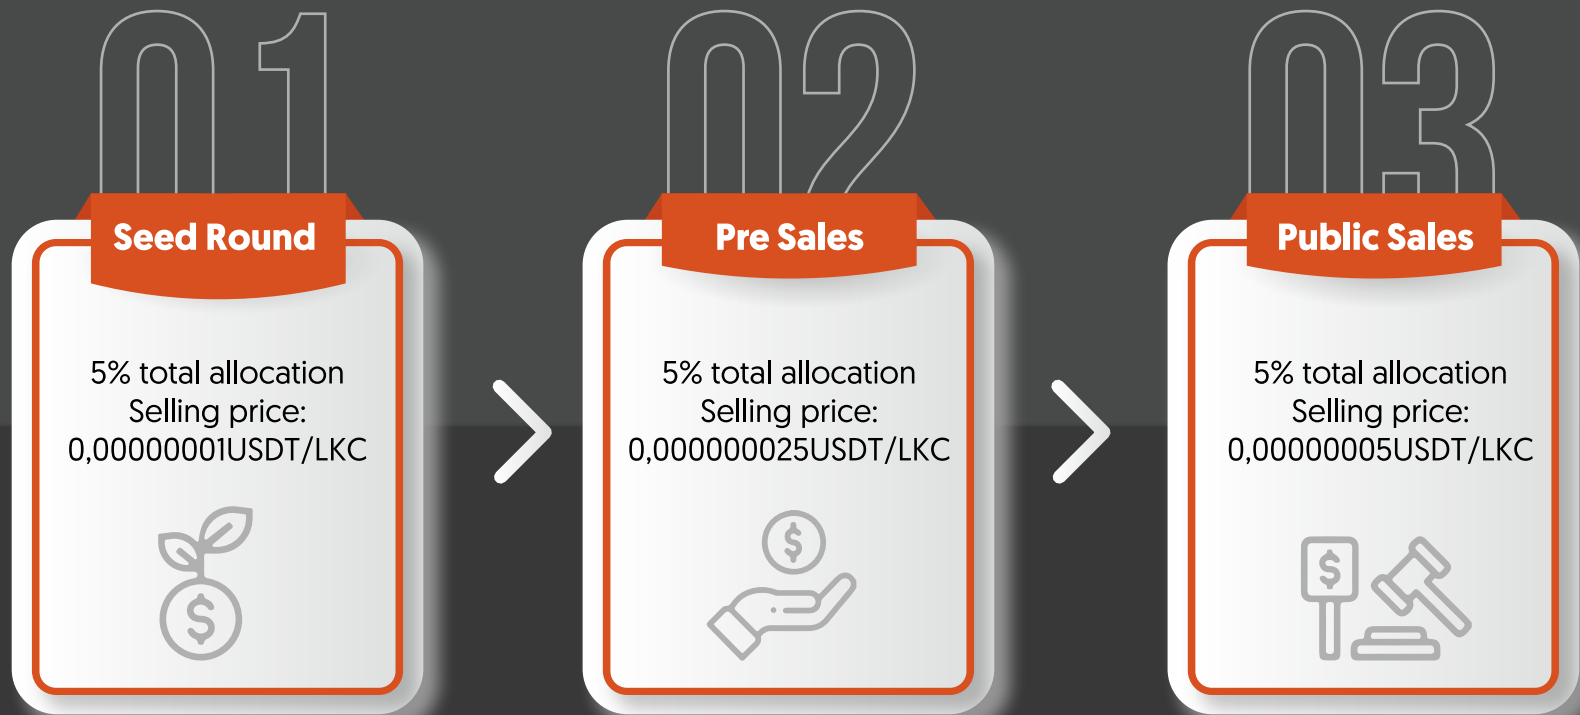 01
Seed Round
5% total allocation
Selling price:
0,00000001USDT/LKC
$
02
Pre Sales
5% total allocation
Selling price:
0,000000025USDT/LKC
$
03
Public Sales
5% total allocation
Selling price:
0,00000005USDT/LKC
$